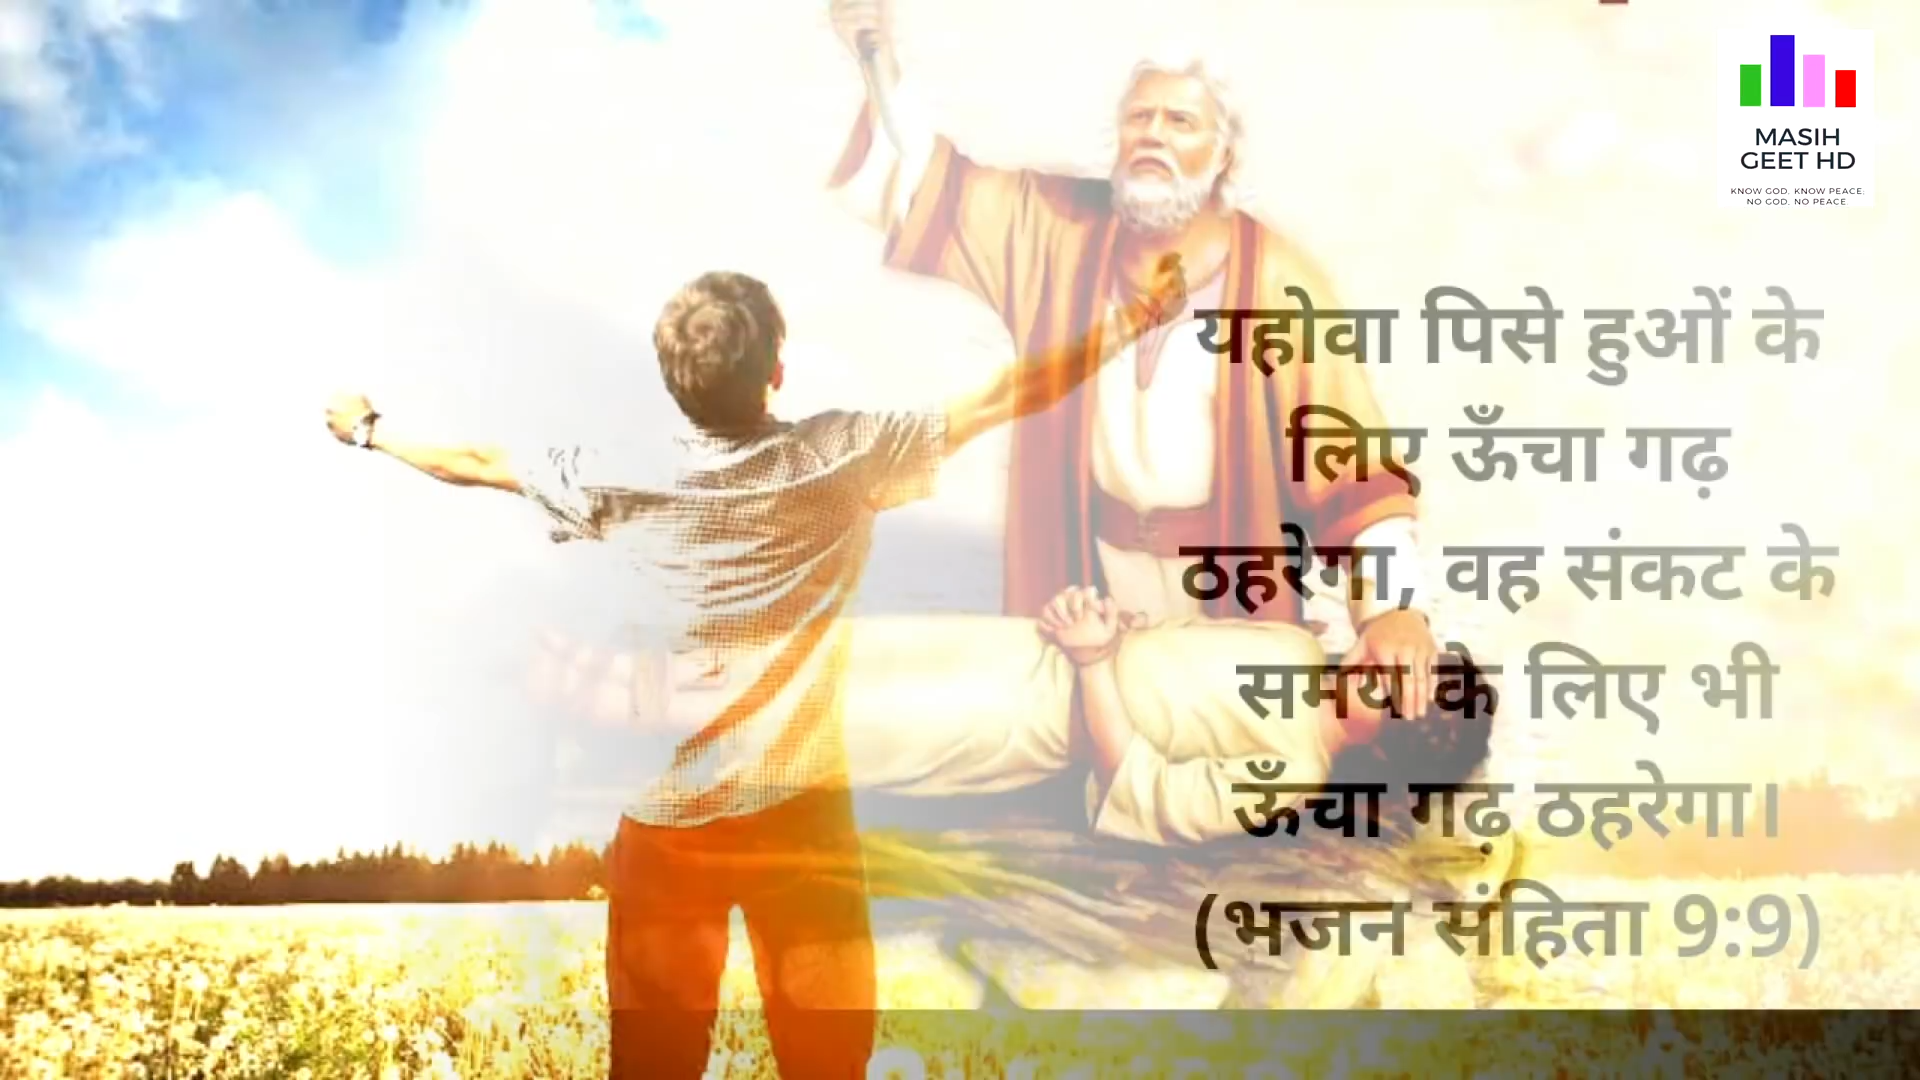 MASIH
GEET HD
KNOW GOD. KNOW PEACE.
NO GOD. NO PEACE
यहोवा पिसे हुओं के
लिए ऊँचा गढ़
ठहरेगा, वह संकट के
समय के लिए भी
ऊँचा गढ़ ठहरेगा।
(भजन संहिता 9:9)